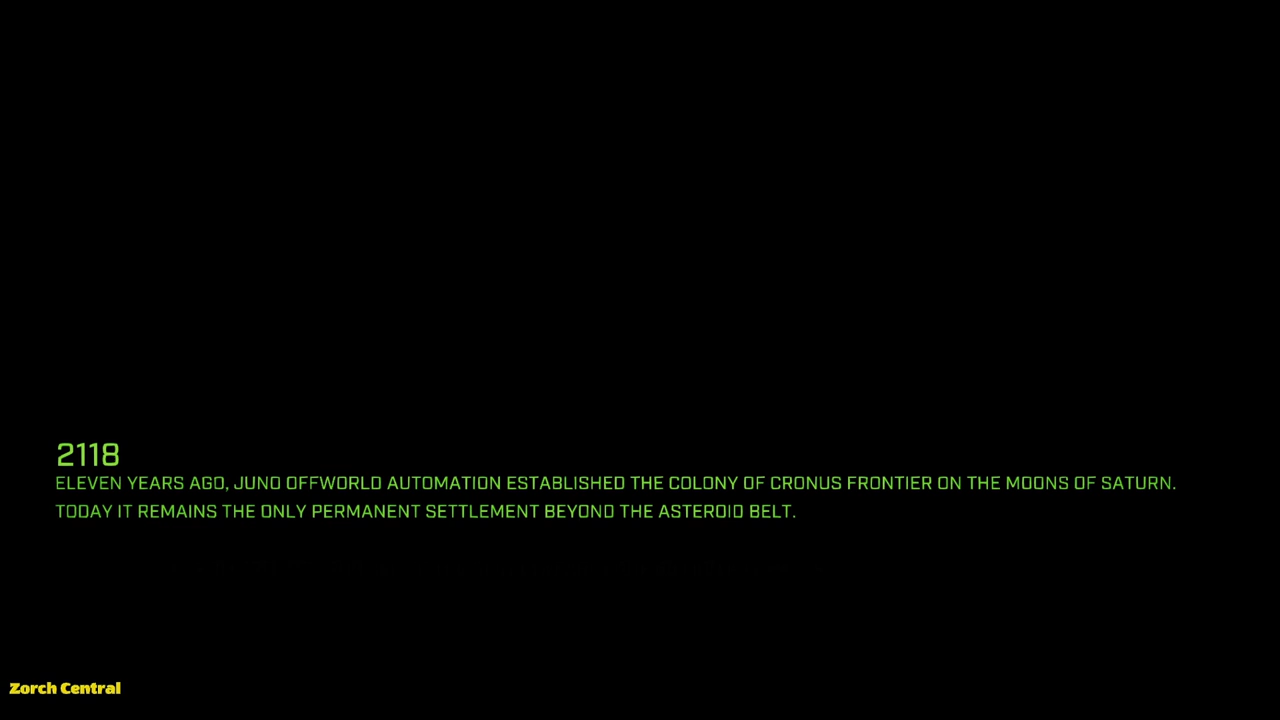 2118
ELEVEN YEARS AGO, JUNO OFFWORLD AUTOMATION ESTABLISHED THE COLONY OF CRONUS FRONTIER ON THE MOONS OF SATURN.
TODAY IT REMAINS THE ONLY PERMANENT SETTLEMENT BEYOND THE ASTEROID BELT.
Zorch Central